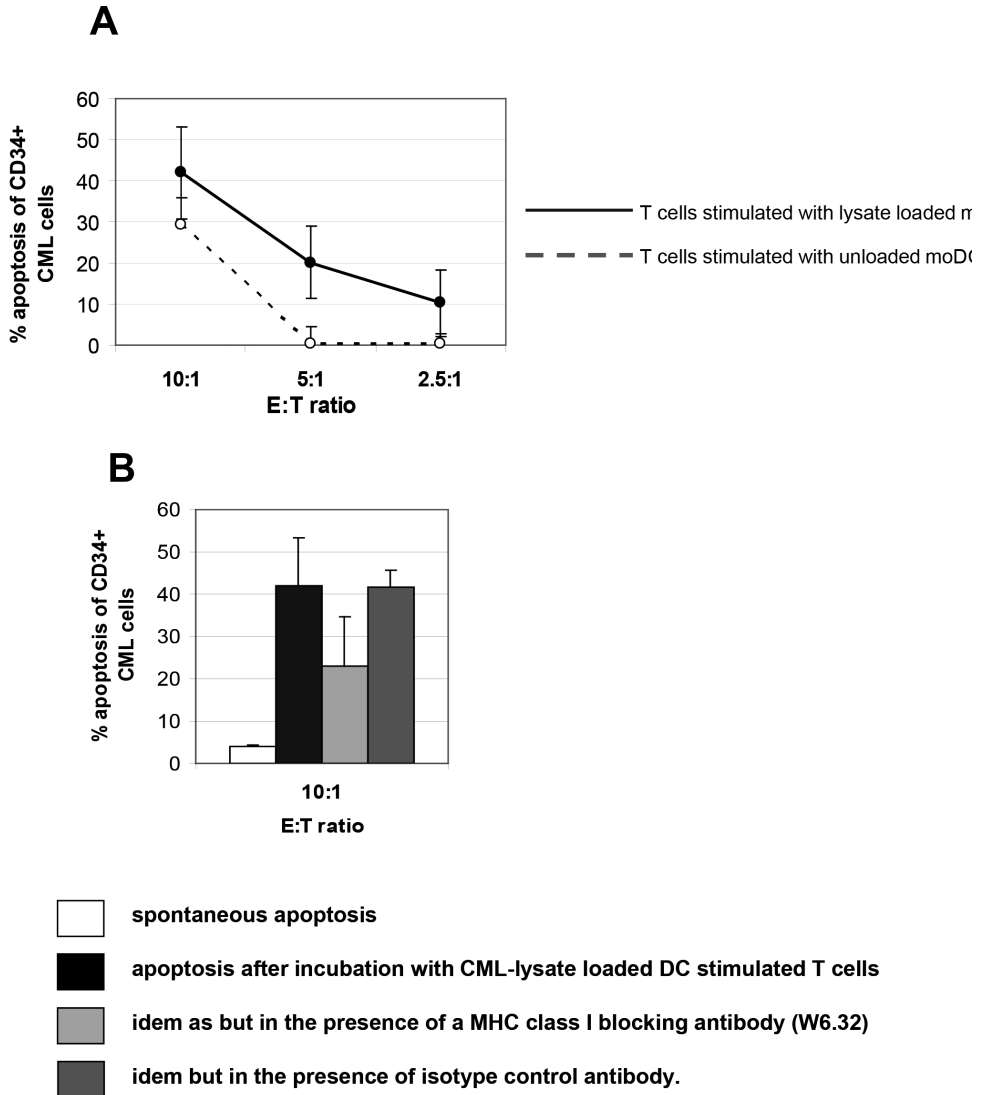 A
60
50
40
30
20
10
0
% apoptosis of CD34+
CML cells
10:1
5:1
2.5:1
E:T ratio
T cells stimulated with lysate loaded
T cells stimulated with unloaded
B
60
50
40
30
20
10
0
% apoptosis of CD34+
CML cells
10:1
E:T ratio
spontaneous apoptosis
apoptosis after incubation with CML-lysate loaded DC stimulated T cells
idem as but in the presence of a MHC class I blocking antibody (W6.32)
idem but in the presence of isotype control antibody.